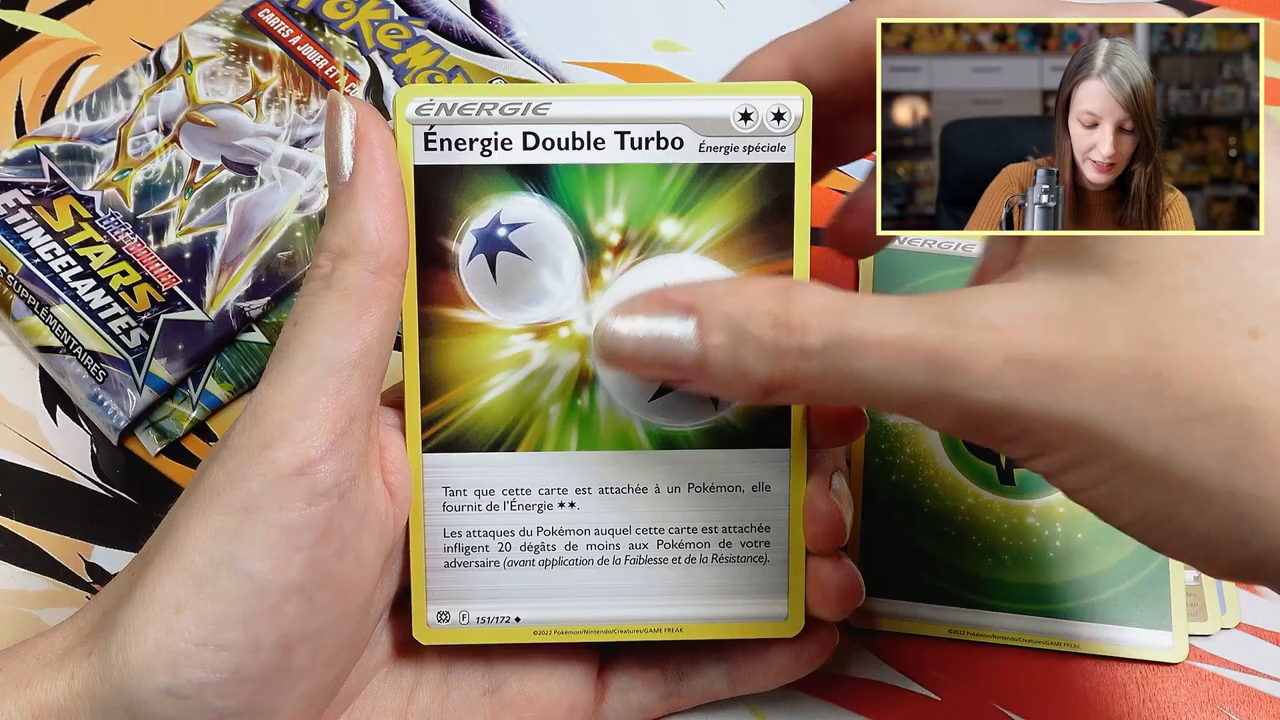 Pokémon
CARTES À JOUER ET À CO
STARS
ÉTINCELANTES
SUPPLÉMENTAIRES
ÉNERGIE
Énergie Double Turbo
Énergie spéciale
Tant que cette carte est attachée à un Pokémon, elle
fournit de l'Énergie ✶✶.
Les attaques du Pokémon auquel cette carte est attachée
infligent 20 dégâts de moins aux Pokémon de votre
adversaire (avant application de la Faiblesse et de la Résistance).
F 151/172 ◆
©2022 Pokémon/Nintendo/Creatures/GAME FREAK
NERGIE
©2022 Pokémon/Nintendo/Creatures/GAME FREAK